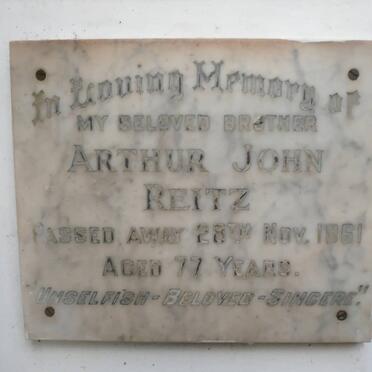 In Loving Memory of
MY BELOVED BROTHER
ARTHUR JOHN
REITZ
PASSED AWAY 28TH NOV. 1961
AGED 77 YEARS.
"UNSELFISH - BELOVED - SINCERE."